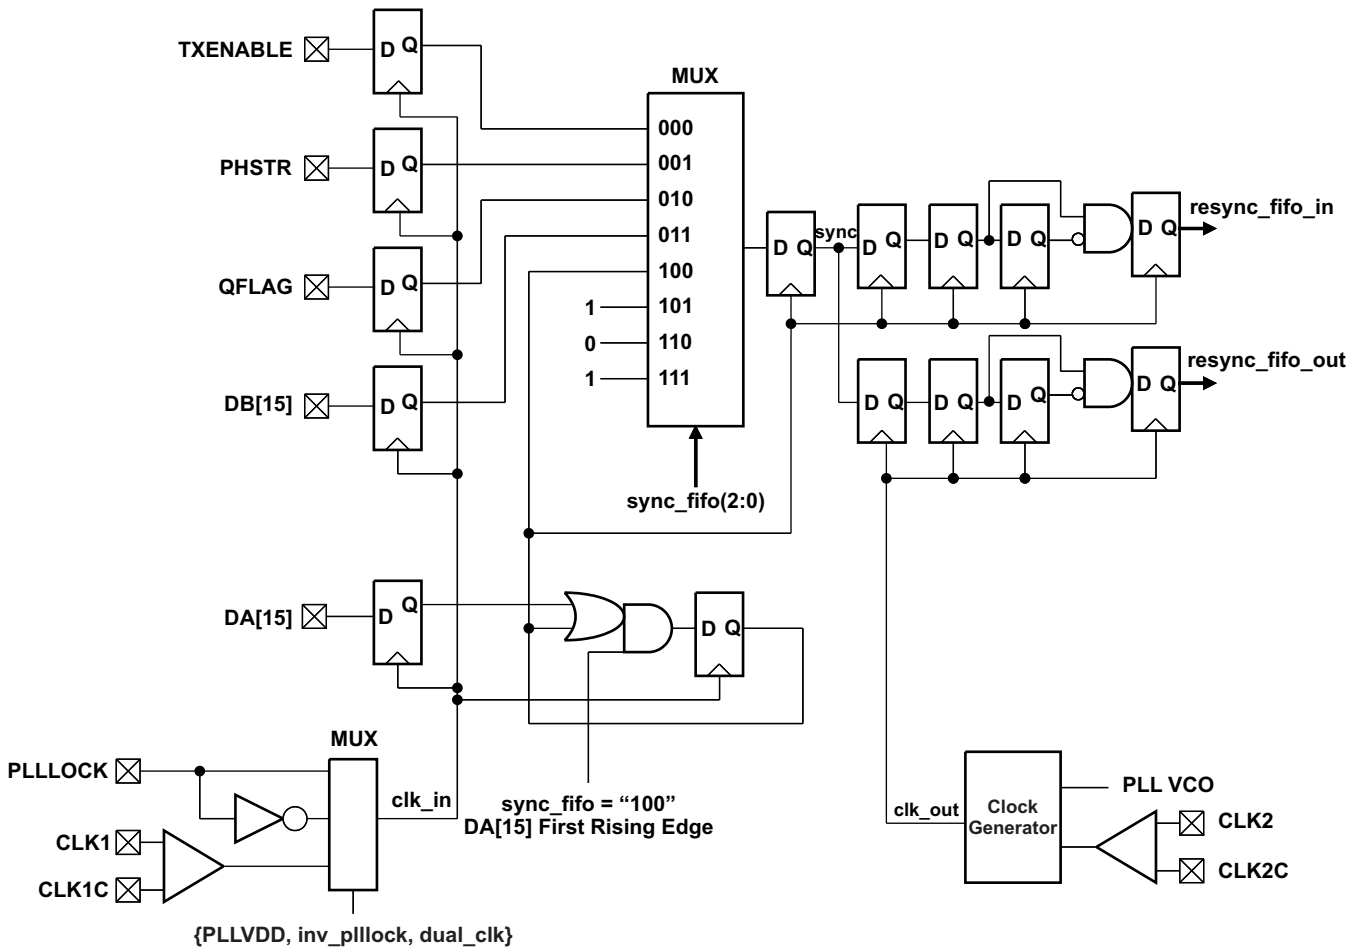 TXENABLE
D Q
MUX
000
PHSTR
D Q
001
QFLAG
D Q
010
011
100
1 101
0 110
1 111
DB[15]
D Q
sync_fifo(2:0)
D Q
sync
D Q
D Q
D Q
D Q
resync_fifo_in
D Q
D Q
D Q
D Q
resync_fifo_out
DA[15]
D Q
D Q
sync_fifo = “100”
DA[15] First Rising Edge
PLLLOCK
MUX
clk_in
CLK1
CLK1C
{PLLVDD, inv_plllock, dual_clk}
clk_out
Clock
Generator
PLL VCO
CLK2
CLK2C